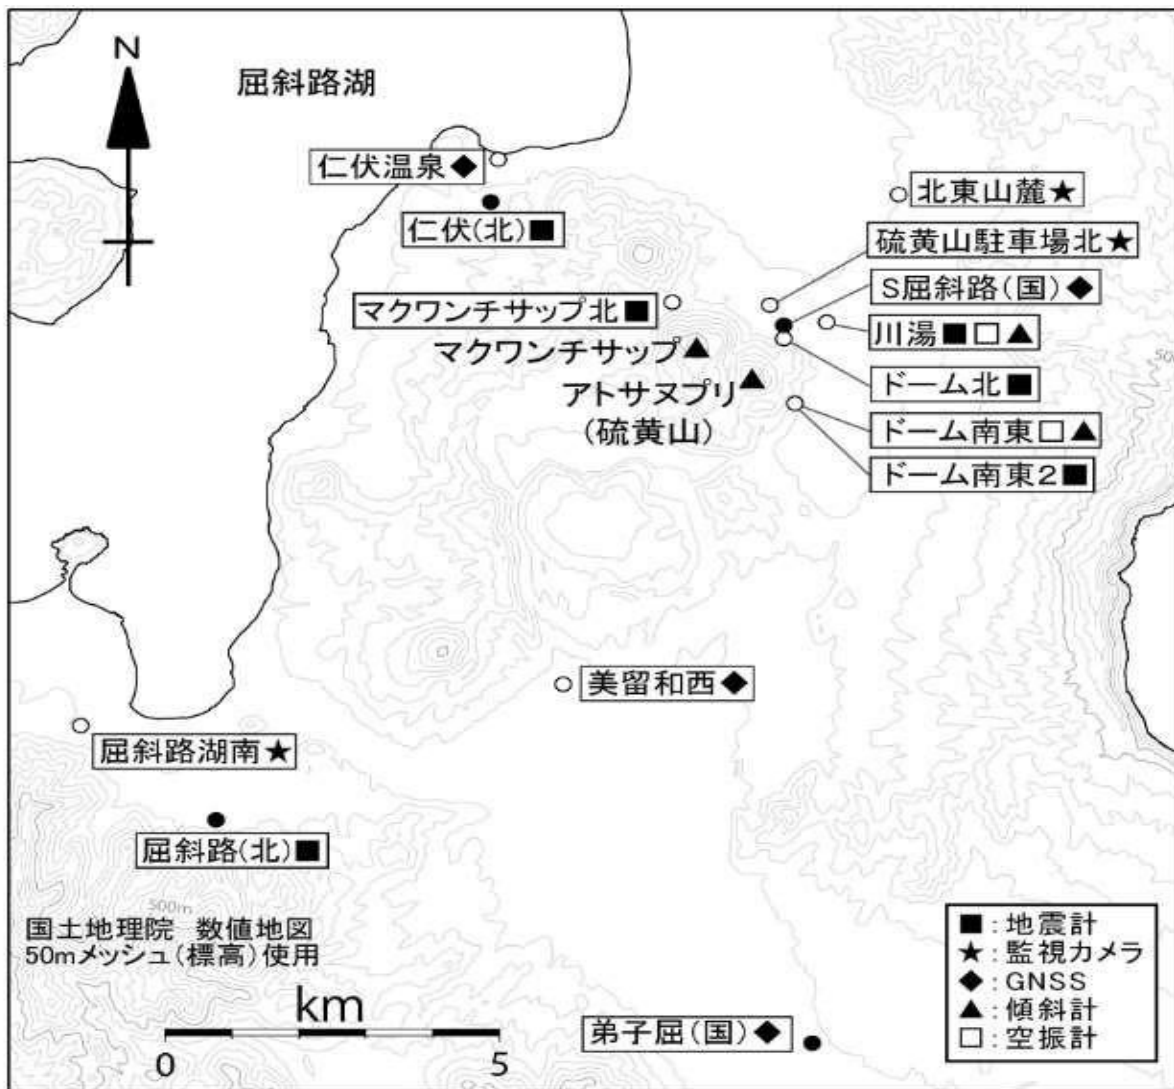 N
屈斜路湖
仁伏温泉◆
北東山麓★
仁伏(北)■
硫黄山駐車場北★
S屈斜路(国)◆
マクワンチサップ北■
川湯■□▲
マクワンチサップ▲
ドーム北■
アトサヌプリ▲
(硫黄山)
ドーム南東□▲
ドーム南東2■
美留和西◆
屈斜路湖南★
屈斜路(北)■
500m
国土地理院 数値地図
50mメッシュ(標高)使用
km
0 5
弟子屈(国)◆
■:地震計
★:監視カメラ
◆:GNSS
▲:傾斜計
□:空振計